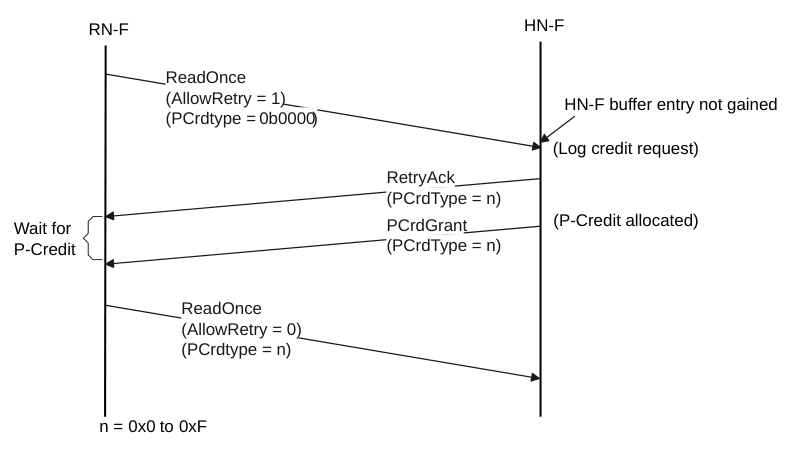 RN-F
HN-F
ReadOnce
(AllowRetry = 1)
(PCrdtype = 0b0000)
HN-F buffer entry not gained
(Log credit request)
RetryAck
(PCrdType = n)
Wait for
P-Credit
PCrdGrant
(PCrdType = n)
(P-Credit allocated)
ReadOnce
(AllowRetry = 0)
(PCrdtype = n)
n = 0x0 to 0xF